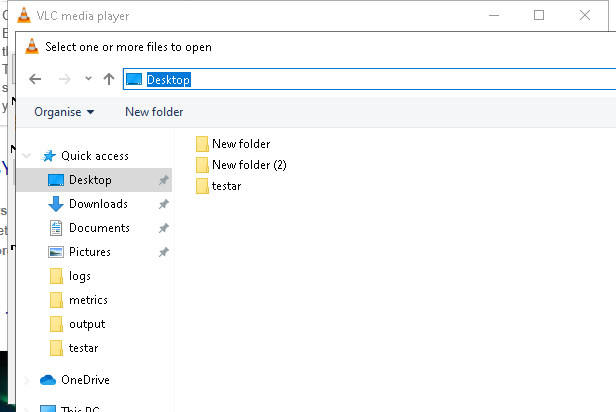 VLC media player
Select one or more files to open
Desktop
Organise New folder
Quick access
Desktop
Downloads
Documents
Pictures
logs
metrics
output
testar
OneDrive
This PC
New folder
New folder (2)
testar